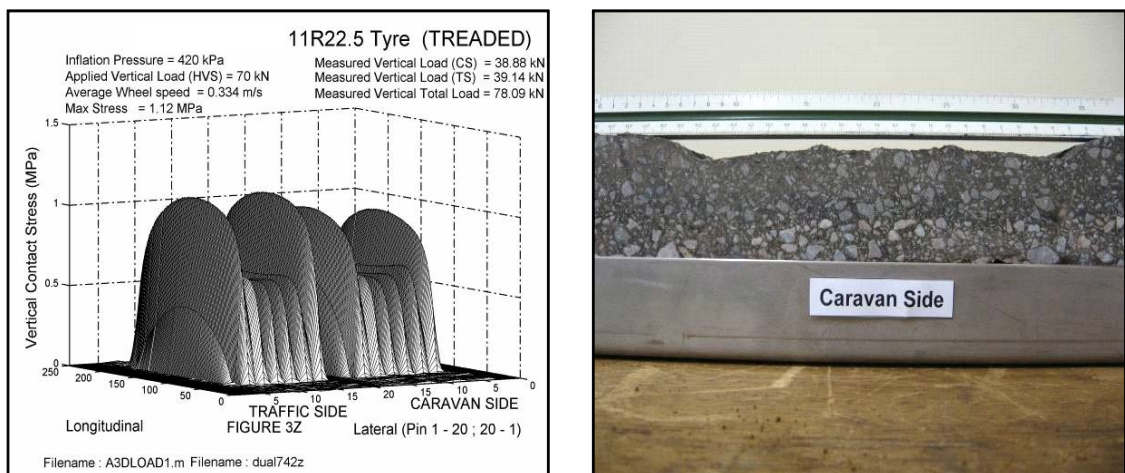 11R22.5 Tyre (TREADED)
Inflation Pressure = 420 kPa
Applied Vertical Load (HVS) = 70 kN
Average Wheel speed = 0.334 m/s
Max Stress = 1.12 MPa
Measured Vertical Load (CS) = 38.88 kN
Measured Vertical Load (TS) = 39.14 kN
Measured Vertical Total Load = 78.09 kN
Vertical Contact Stress (MPa)
1.5
1
0.5
0
250 200 150 100 50 0
5 10 15 20 15 10 5 0
TRAFFIC SIDE
CARAVAN SIDE
Longitudinal
FIGURE 3Z
Lateral (Pin 1 - 20 ; 20 - 1)
Filename : A3DLOAD1.m Filename : dual742z
Caravan Side